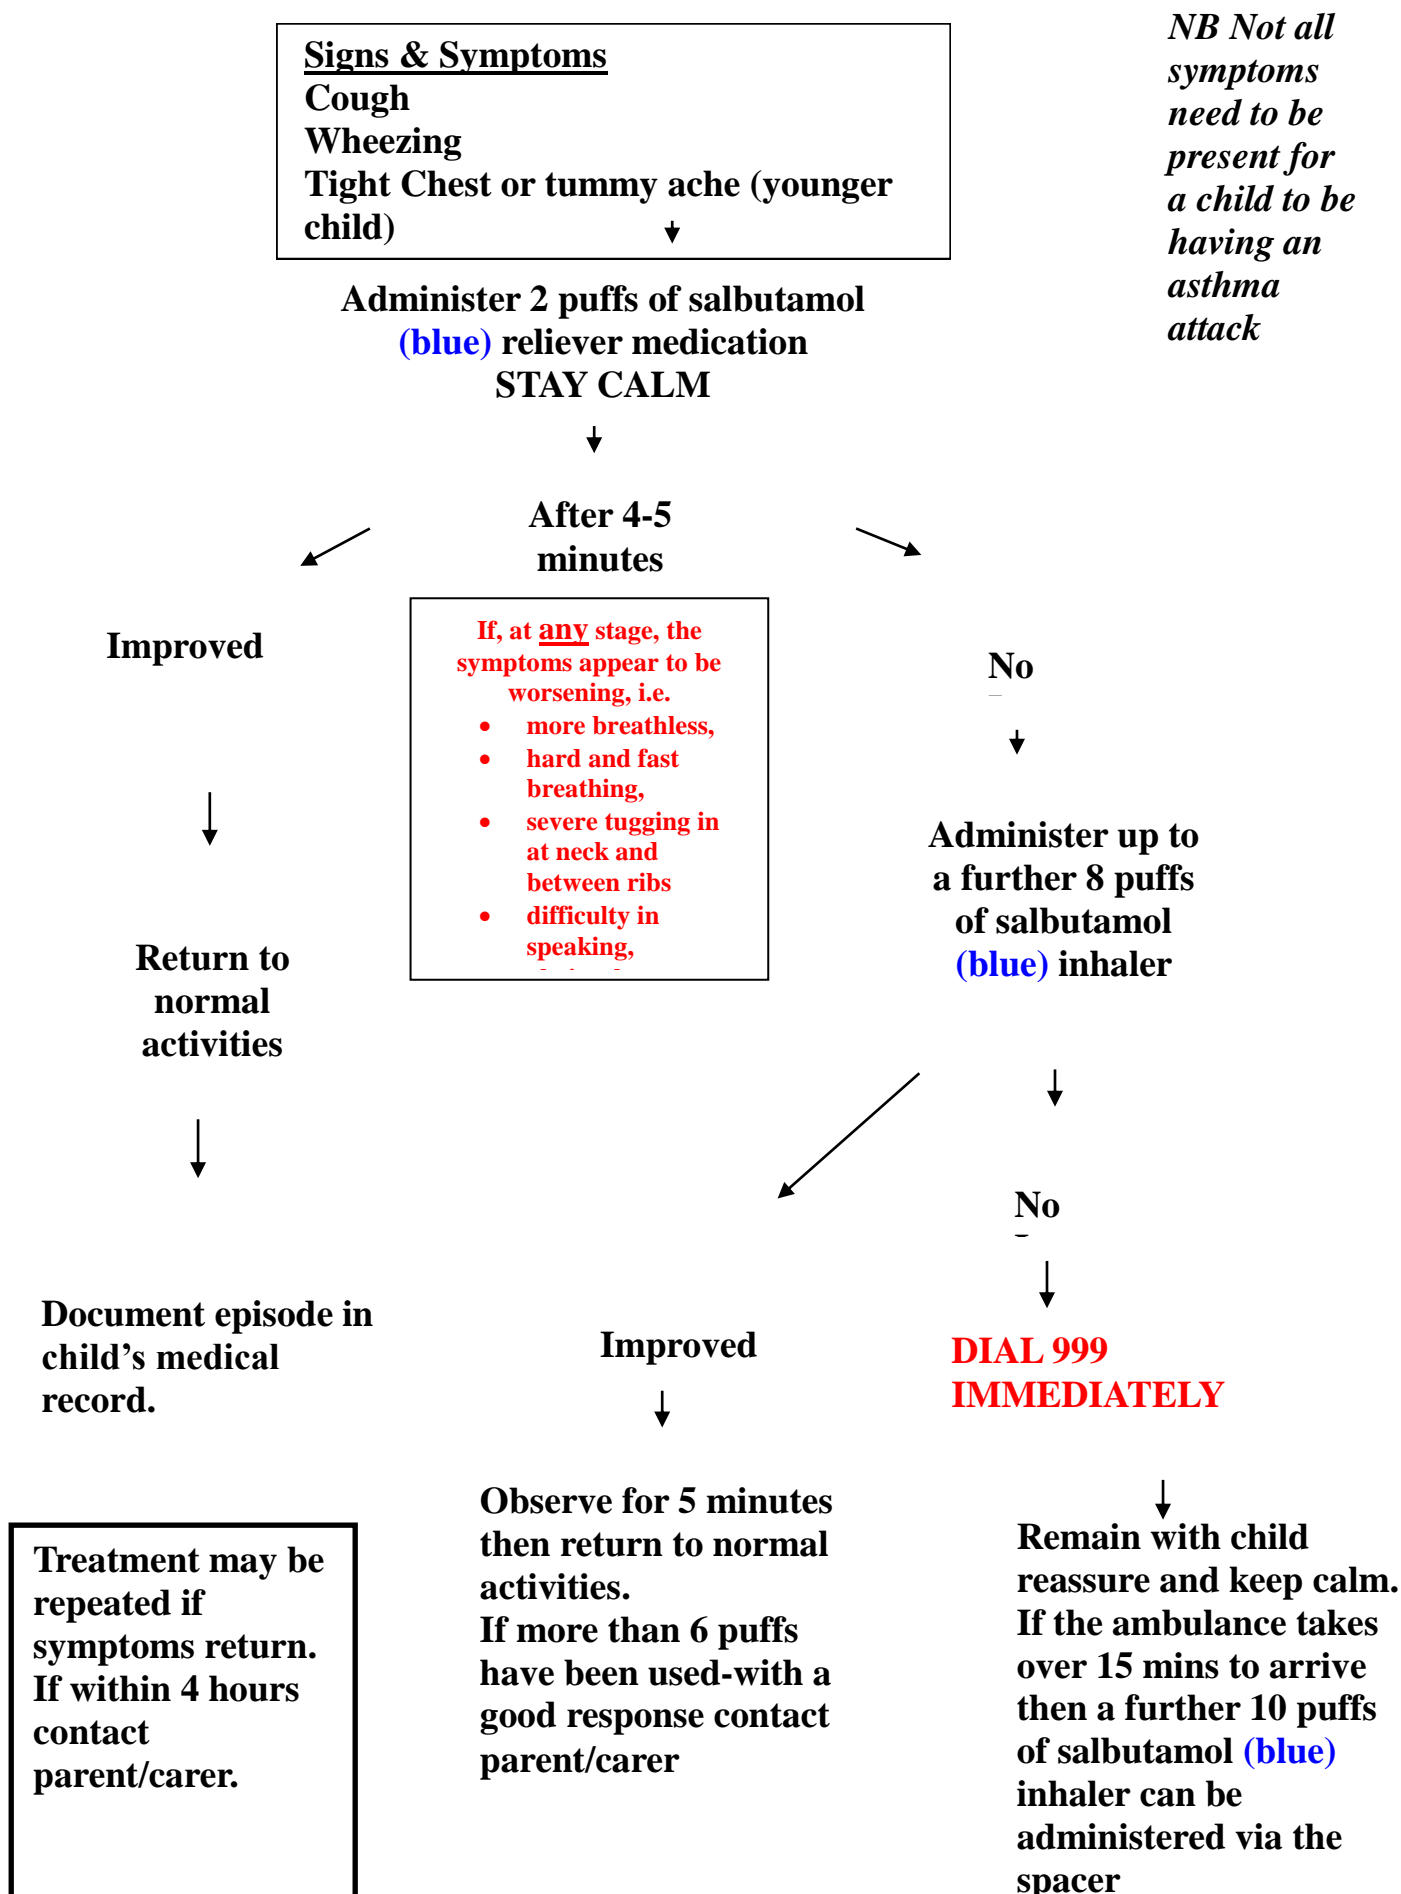 Signs & Symptoms
Cough
Wheezing
Tight Chest or tummy ache (younger
child)
NB Not all
symptoms
need to be
present for
a child to be
having an
asthma
attack
Administer 2 puffs of salbutamol
(blue) reliever medication
STAY CALM
After 4-5
minutes
Improved
If, at any stage, the
symptoms appear to be
worsening, i.e.
• more breathless,
• hard and fast
breathing,
• severe tugging in
at neck and
between ribs
• difficulty in
speaking,
No
Administer up to
a further 8 puffs
of salbutamol
(blue) inhaler
Return to
normal
activities
No
Document episode in
child’s medical
record.
Improved
DIAL 999
IMMEDIATELY
Treatment may be
repeated if
symptoms return.
If within 4 hours
contact
parent/carer.
Observe for 5 minutes
then return to normal
activities.
If more than 6 puffs
have been used-with a
good response contact
parent/carer
Remain with child
reassure and keep calm.
If the ambulance takes
over 15 mins to arrive
then a further 10 puffs
of salbutamol (blue)
inhaler can be
administered via the
spacer